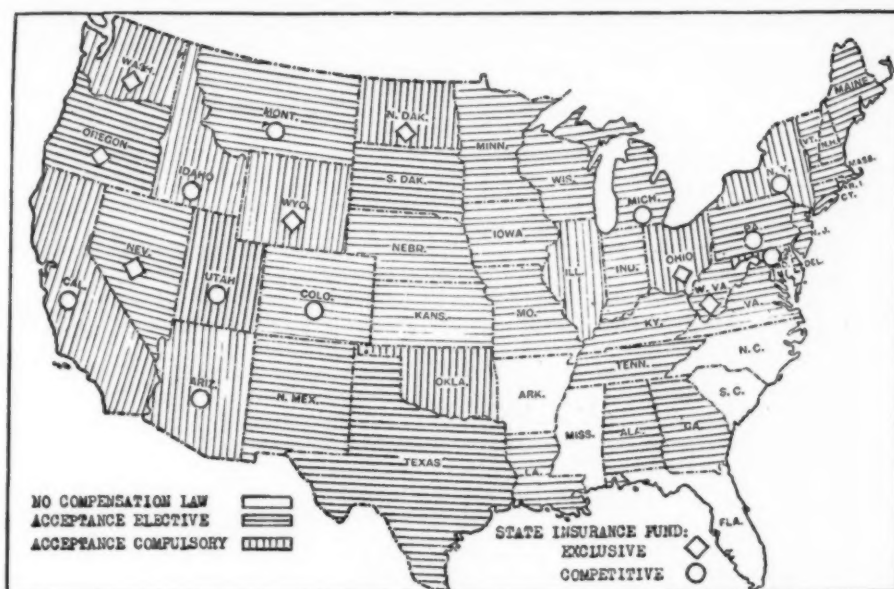 WASH.
MONT.
N. DAK.
MINN.
MAINE
OREGON
VT.
N.H.
IDAHO
S. DAK.
WIS.
MICH.
N.Y.
MASS.
R.I.
CT.
WYO.
IOWA
PA.
N.J.
NEBR.
NEV.
UTAH
ILL.
OHIO
DEL.
CAL.
COLO.
KANS.
MO.
W. VA.
VA.
KY.
N. C.
TENN.
ARIZ.
N. MEX.
OKLA.
ARK.
S. C.
MISS.
ALA.
GA.
TEXAS
LA.
FLA.
NO COMPENSATION LAW
ACCEPTANCE ELECTIVE
ACCEPTANCE COMPULSORY
STATE INSURANCE FUND:
EXCLUSIVE
COMPETITIVE